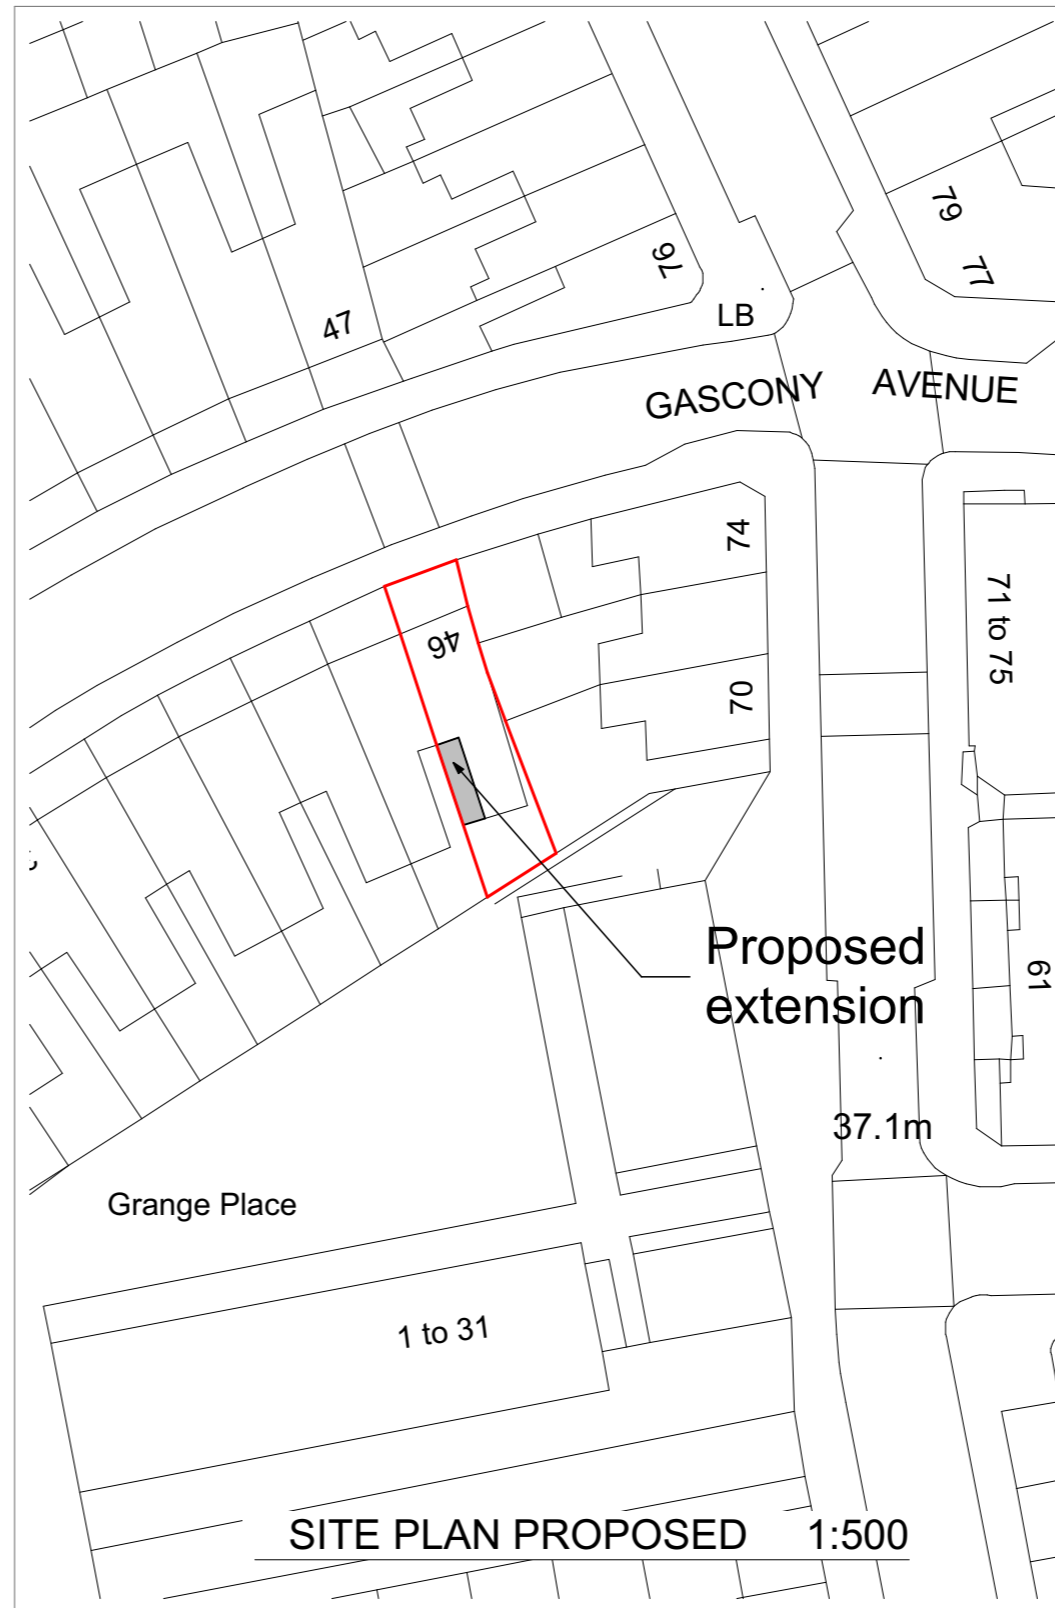 79
77
76
47
LB
GASCONY AVENUE
74
71 to 75
46
70
Proposed
extension
61
37.1m
Grange Place
1 to 31
SITE PLAN PROPOSED 1:500